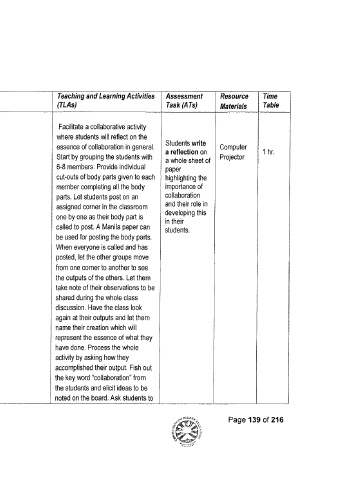 Teaching and Learning Activities
(TLAs)
Assessment
Task (ATs)
Resource
Materials
Time
Table
Facilitate a collaborative activity
where students will reflect on the
essence of collaboration in general.
Start by grouping the students with
6-8 members. Provide individual
cut-outs of body parts given to each
member completing all the body
parts. Let students post on an
assigned corner in the classroom
one by one as their body part is
called to post. A Manila paper can
be used for posting the body parts.
When everyone is called and has
posted, let the other groups move
from one corner to another to see
the outputs of the others. Let them
take note of their observations to be
shared during the whole class
discussion. Have the class look
again at their outputs and let them
name their creation which will
represent the essence of what they
have done. Process the whole
activity by asking how they
accomplished their output. Fish out
the key word "collaboration" from
the students and elicit ideas to be
noted on the board. Ask students to
Students write
a reflection on
a whole sheet of
paper
highlighting the
importance of
collaboration
and their role in
developing this
in their
students.
Computer
Projector
1 hr.
Page 139 of 216